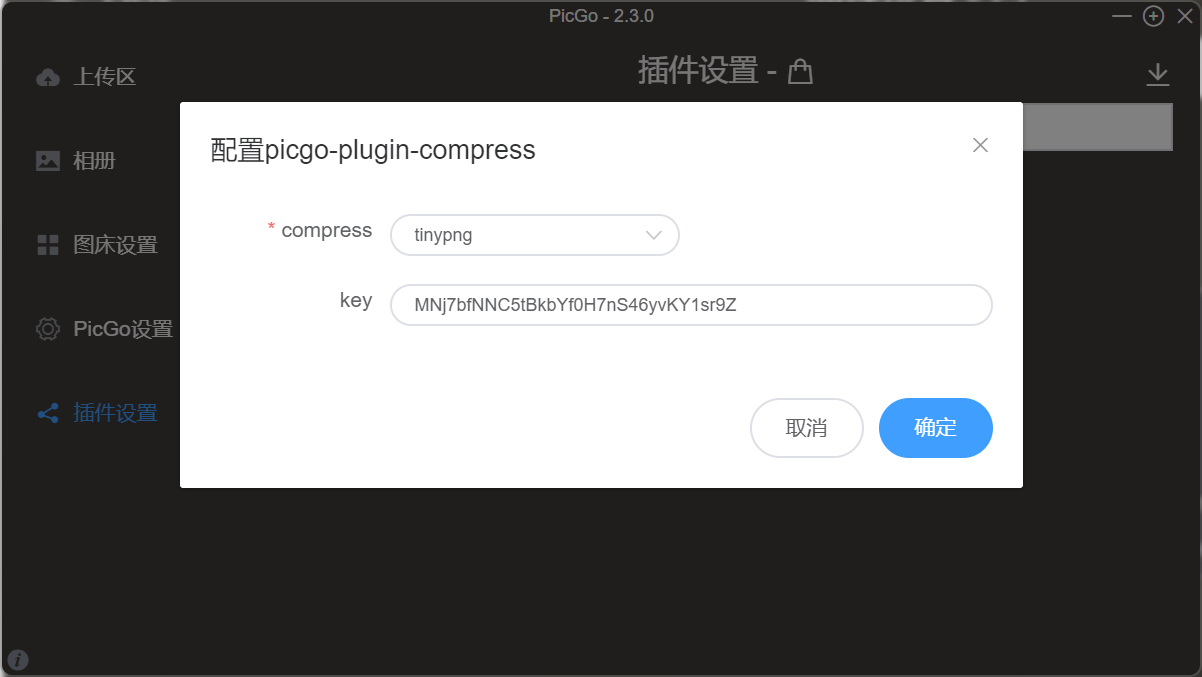 PicGo - 2.3.0
上传区
插件设置 -
相册
图床设置
PicGo设置
插件设置
配置picgo-plugin-compress
* compress
tinypng
key
MNj7bfNNC5tBkbYf0H7nS46yvKY1sr9Z
取消
确定